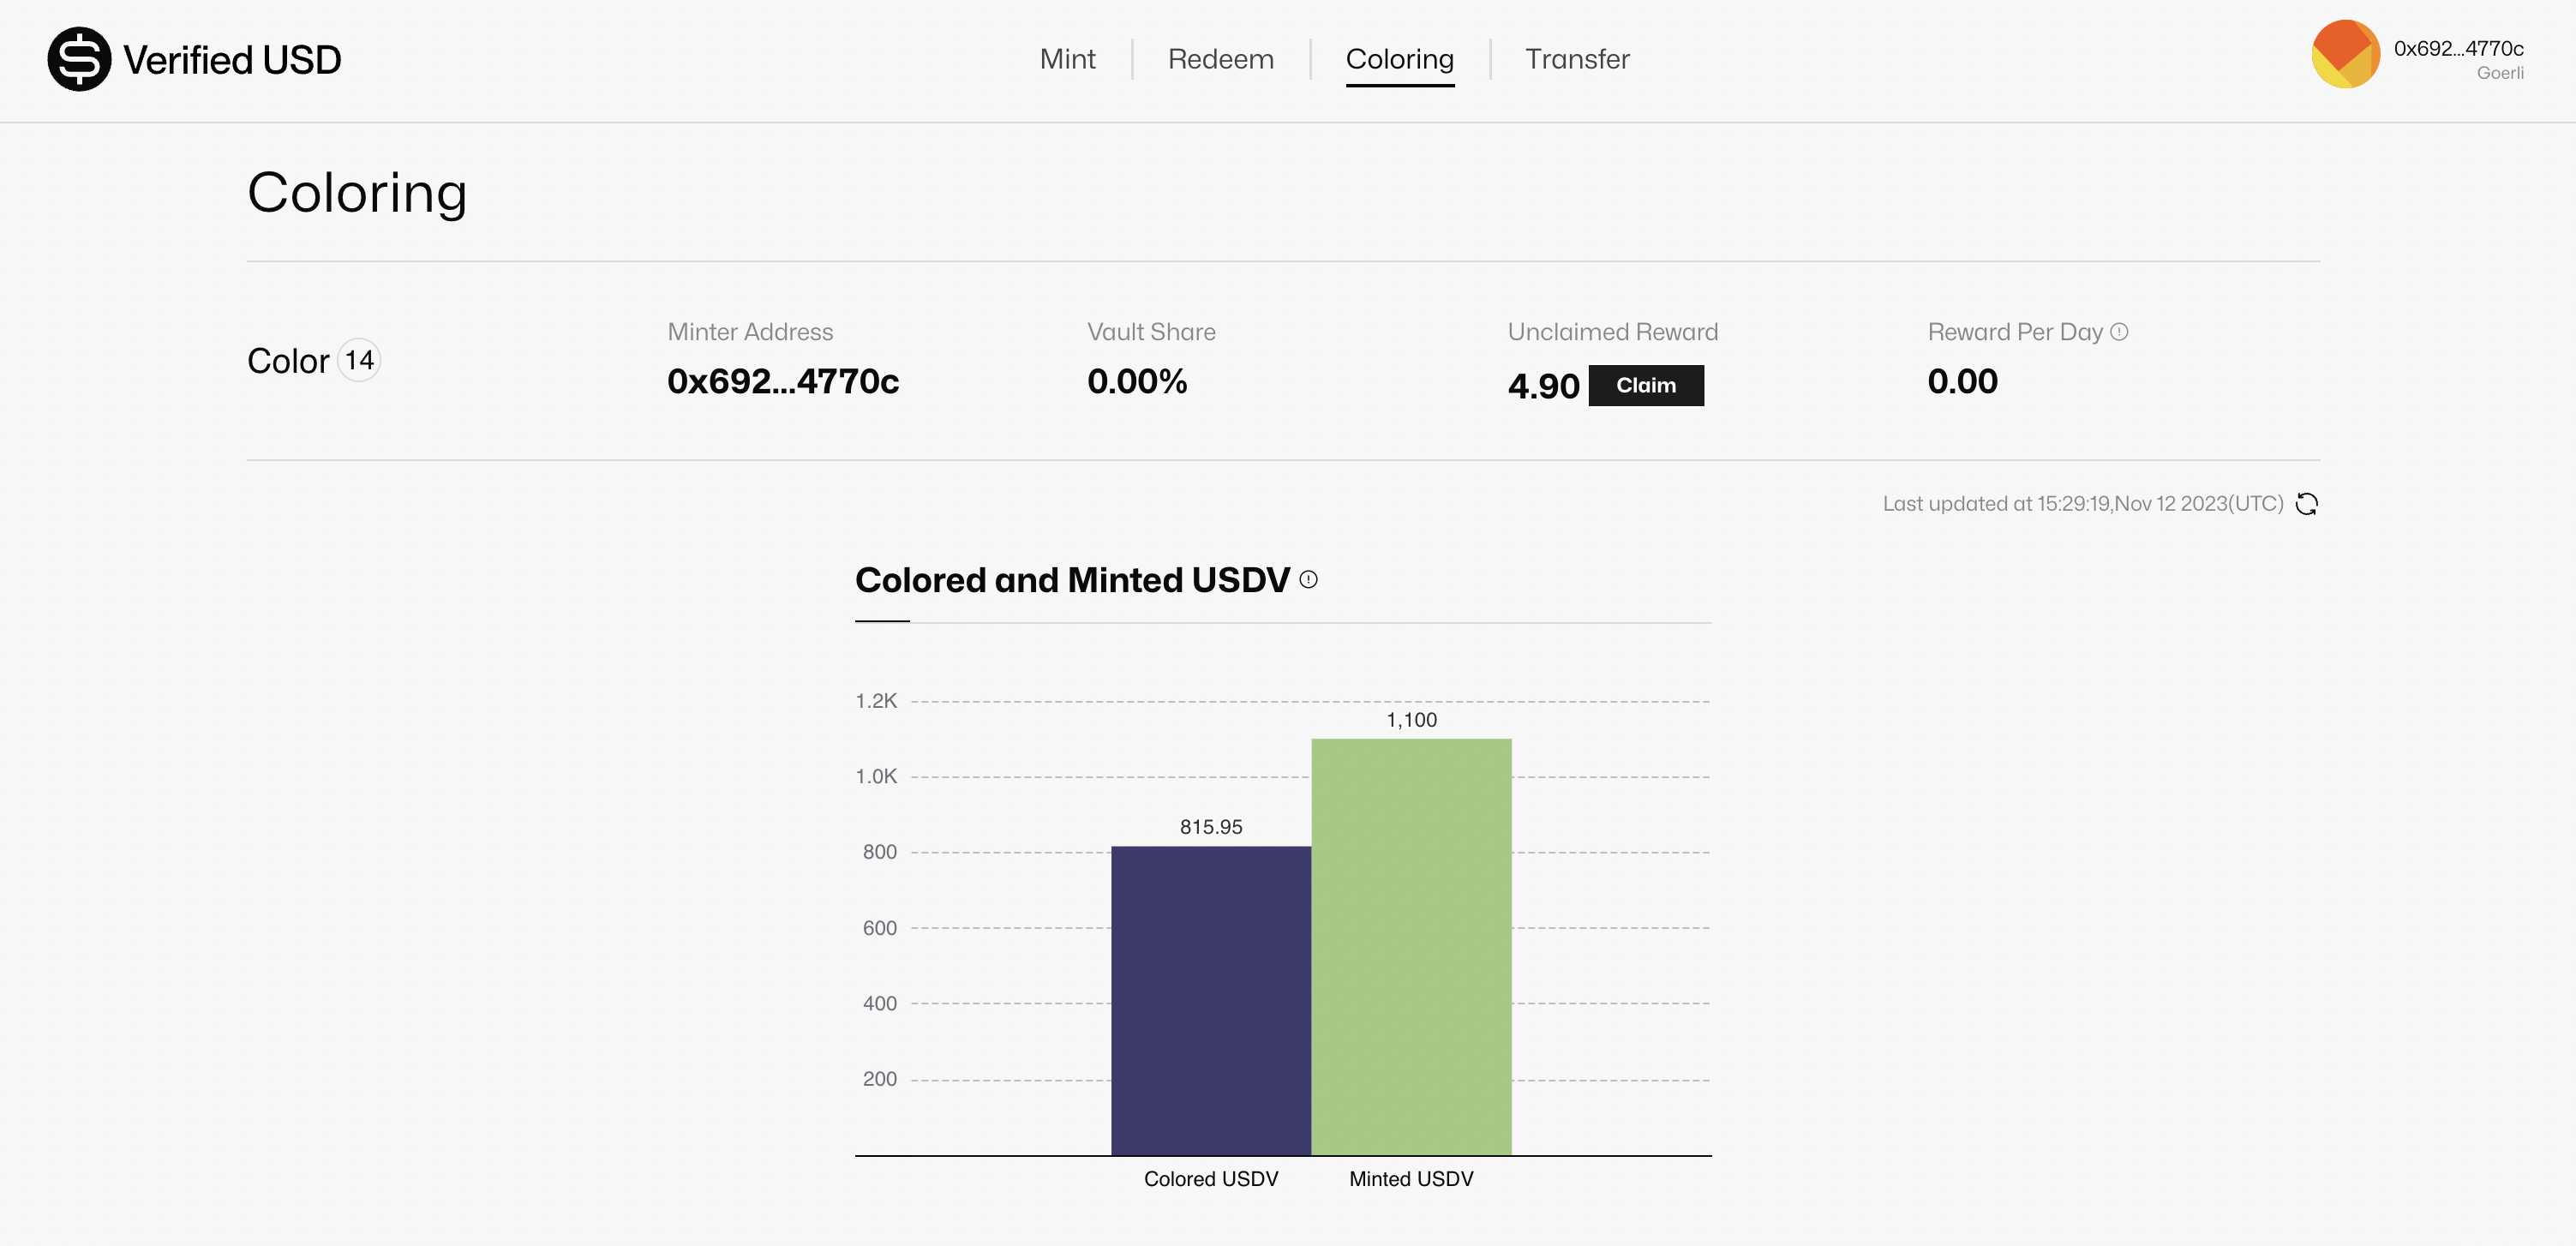 Verified USD
Mint
Redeem
Coloring
Transfer
0x692...4770c
Goerli
Coloring
Color 14
Minter Address
0x692...4770c
Vault Share
0.00%
Unclaimed Reward
4.90 Claim
Reward Per Day
0.00
Last updated at 15:29:19,Nov 12 2023(UTC)
Colored and Minted USDV
1.2K
1,100
1.0K
815.95
800
600
400
200
Colored USDV
Minted USDV